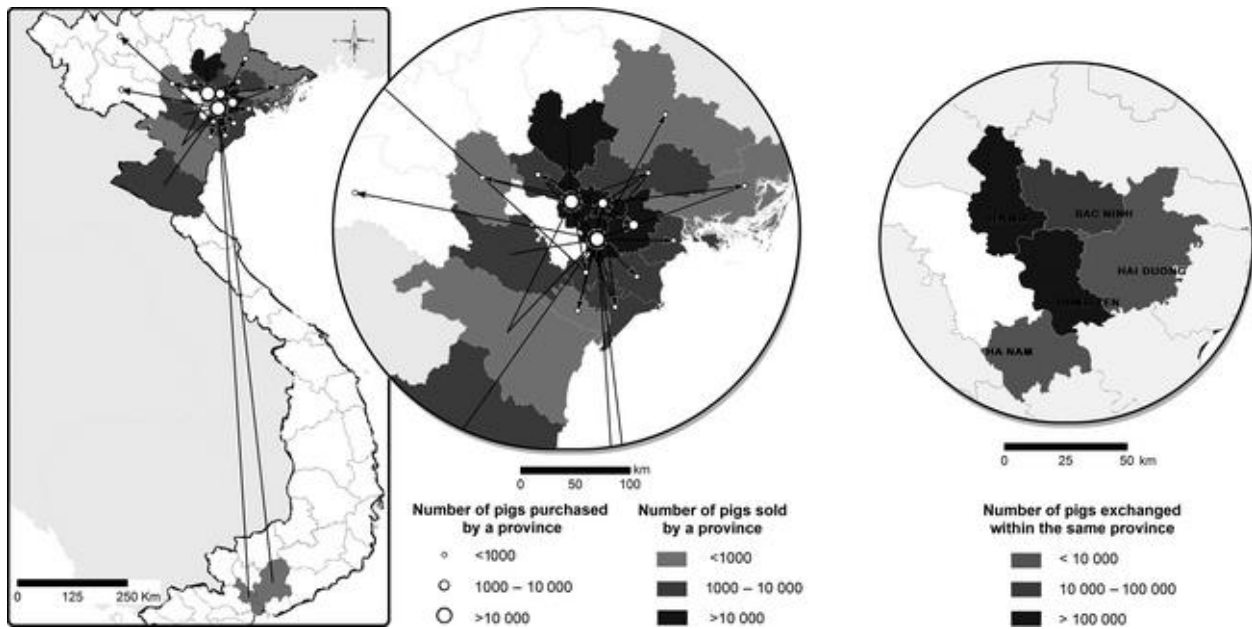 BAC NINH
HAI DUONG
HA NAM
0 125 250 Km
km
0 50 100
0 25 50 km
Number of pigs purchased
by a province
<1000
1000 – 10 000
>10 000
Number of pigs sold
by a province
<1000
1000 – 10 000
>10 000
Number of pigs exchanged
within the same province
< 10 000
10 000 – 100 000
> 100 000